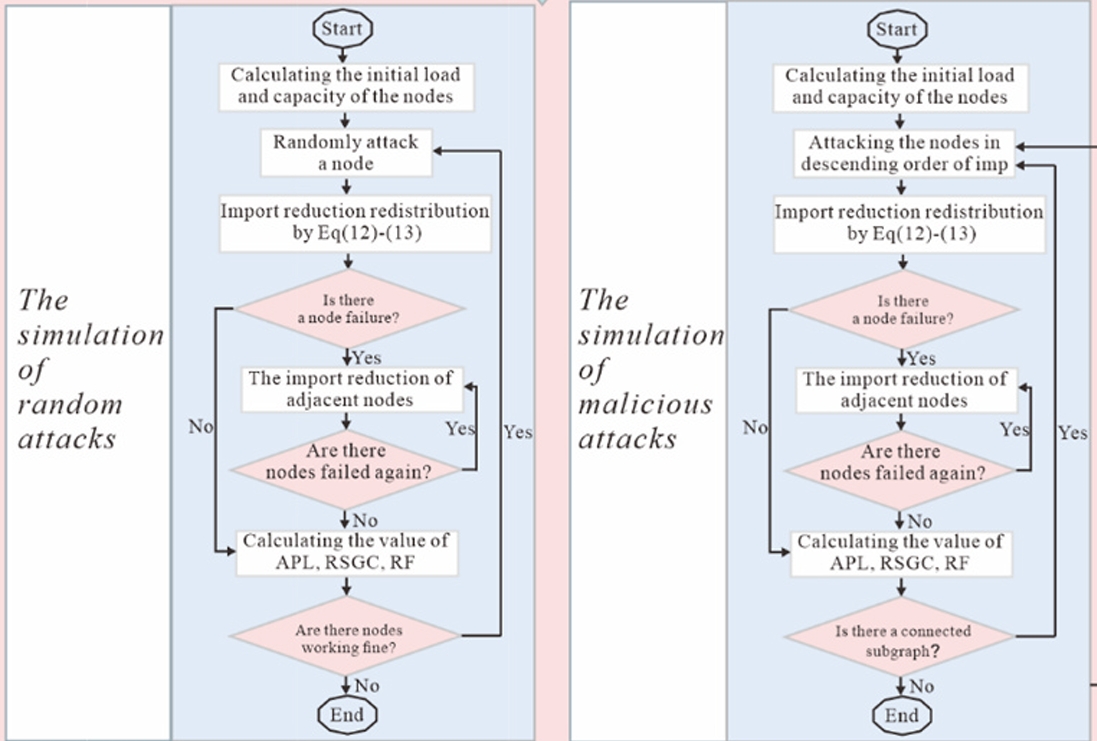 The
simulation
of
random
attacks
Start
Calculating the initial load
and capacity of the nodes
Randomly attack
a node
Import reduction redistribution
by Eq(12)-(13)
Is there
a node failure?
Yes
The import reduction of
adjacent nodes
No
Yes
Yes
Are there
nodes failed again?
No
Calculating the value of
APL, RSGC, RF
Are there nodes
working fine?
No
End
The
simulation
of
malicious
attacks
Start
Calculating the initial load
and capacity of the nodes
Attacking the nodes in
descending order of imp
Import reduction redistribution
by Eq(12)-(13)
Is there
a node failure?
Yes
The import reduction of
adjacent nodes
No
Yes
Yes
Are there
nodes failed again?
No
Calculating the value of
APL, RSGC, RF
Is there a connected
subgraph?
No
End